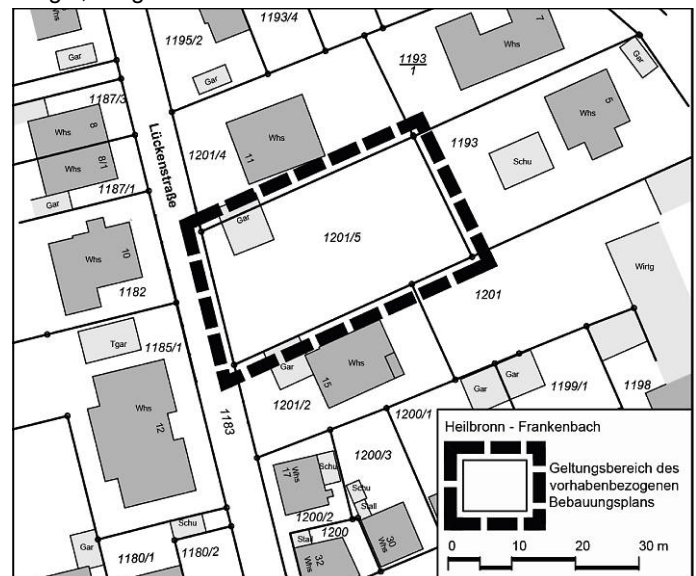 1193/4
7
1195/2
Gar
Whs
1193
1
Gar
Gar
1187/3
8
Whs
5
Whs
8/1
Whs
1187/1
Gar
Lückenstraße
1201/4
11
Whs
1193
Schu
Gar
1201/5
10
Whs
1182
1201
Wirtg
Tgar
1185/1
Whs
12
1183
Gar
Whs
15
1201/2
Gar
Gar
1199/1
1198
1200/1
Whs
17
Schu
1200/3
Schu
Stall
1200/2
1200
Stall
Whs
32
30
Whs
Schu
Gar
1180/1
1180/2
Heilbronn - Frankenbach
Geltungsbereich des
vorhabenbezogenen
Bebauungsplans
0 10 20 30 m